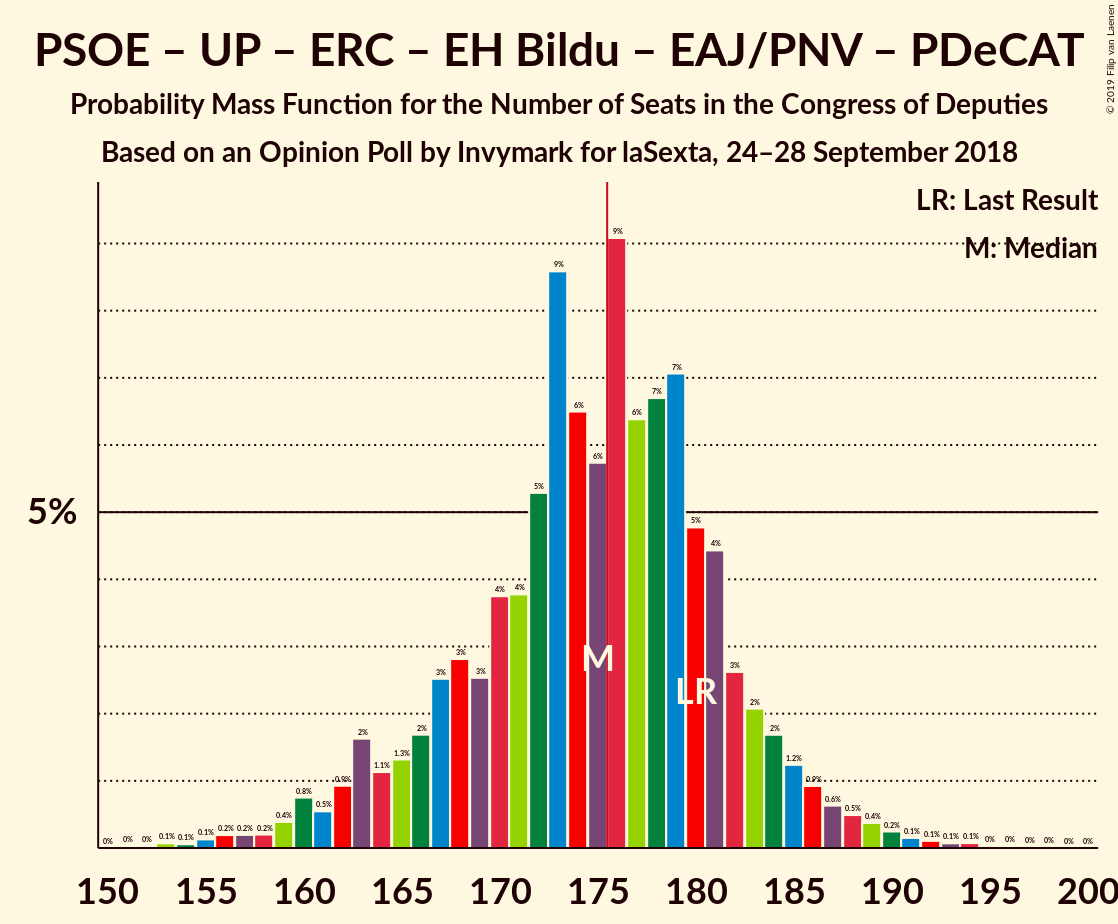 PSOE – UP – ERC – EH Bildu – EAJ/PNV – PDeCAT
Probability Mass Function for the Number of Seats in the Congress of Deputies
Based on an Opinion Poll by Invymark for laSexta, 24–28 September 2018
© 2019 Filip van Laenen
LR: Last Result
M: Median
5%
0% 0% 0% 0.1% 0.1% 0.1% 0.2% 0.2% 0.2% 0.4% 0.8% 0.5% 0.9% 2% 1.1% 1.3% 2% 3% 3% 3% 4% 4% 5% 9% 6% 6% 9% 6% 7% 7% 5% 4% 3% 2% 2% 1.2% 0.9% 0.6% 0.5% 0.4% 0.2% 0.1% 0.1% 0.1% 0.1% 0% 0% 0% 0% 0% 0%
M
LR
150 155 160 165 170 175 180 185 190 195 200